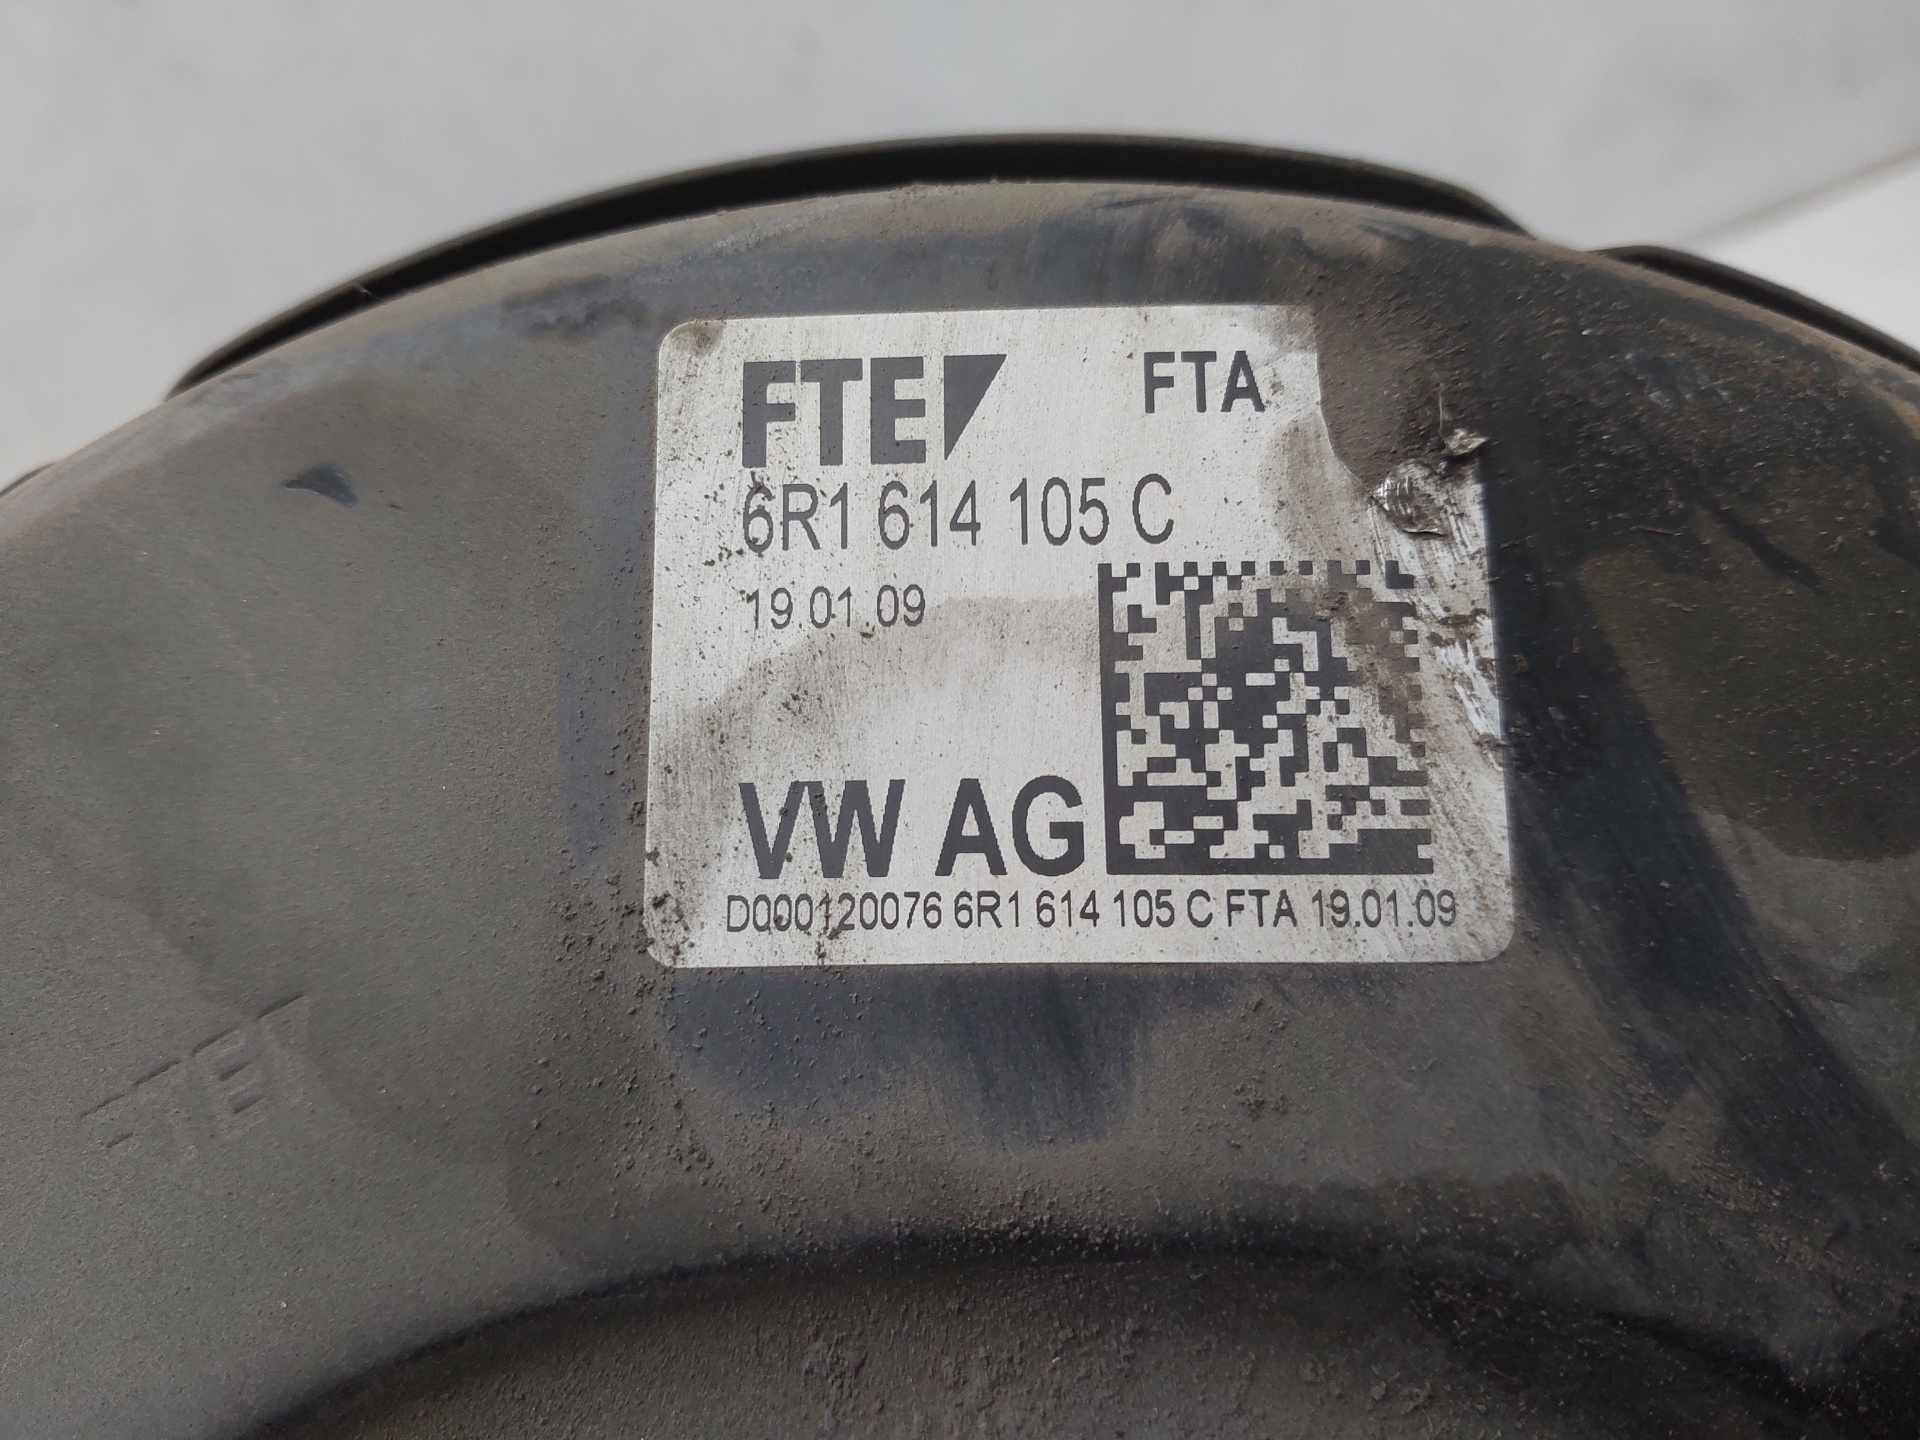 FTE FTA
6R1 614 105 C
19.01.09
VW AG
D000120076 6R1 614 105 C FTA 19.01.09
FTE